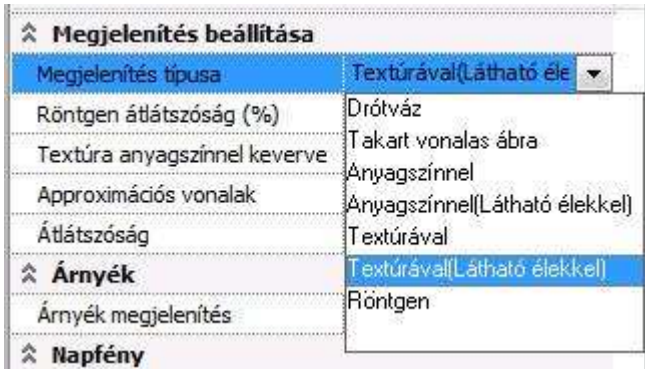 Megjelenítés beállítása
Megjelenítés típusa Textúrával(Látható éle
Röntgen átlátszóság (%)
Textúra anyagszínnel keverve
Approximációs vonalak
Átlátszóság
Árnyék
Árnyék megjelenítés
Napfény
Drótváz
Takart vonalas ábra
Anyagszínnel
Anyagszínnel(Látható élekkel)
Textúrával
Textúrával(Látható élekkel)
Röntgen